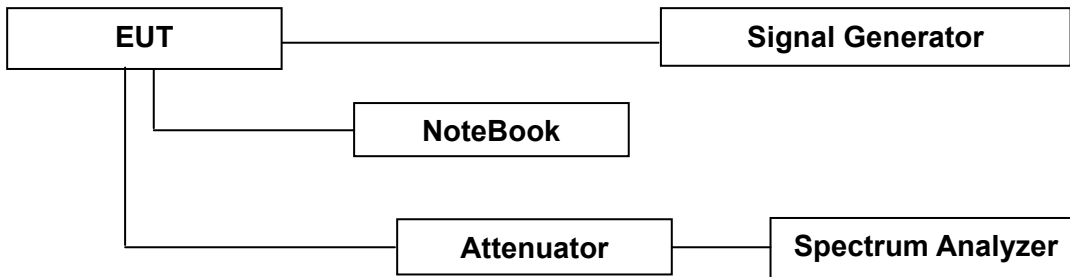 EUT
Signal Generator
NoteBook
Attenuator
Spectrum Analyzer